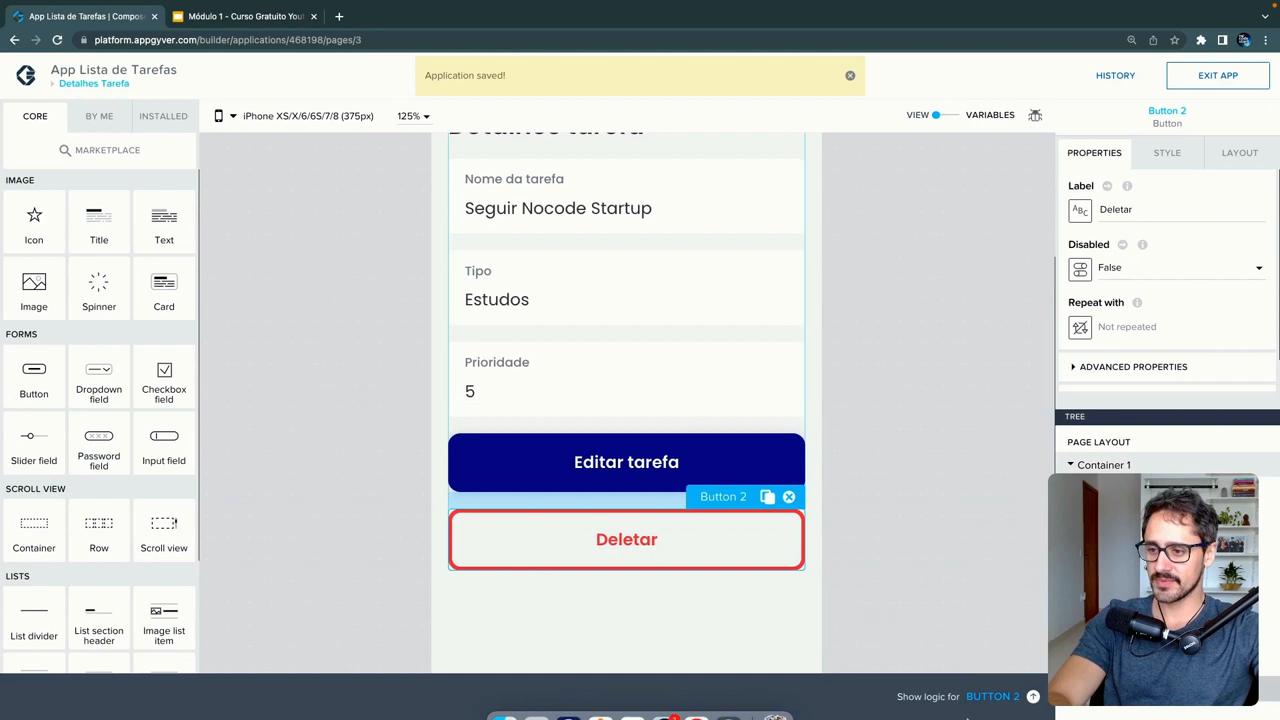 App Lista de Tarefas | Compos
Módulo 1 - Curso Gratuito Yout
platform.appgyver.com/builder/applications/468198/pages/3
App Lista de Tarefas
Detalhes Tarefa
Application saved!
HISTORY
EXIT APP
CORE
BY ME
INSTALLED
iPhone XS/X/6/6S/7/8 (375px)
125%
VIEW
VARIABLES
Button 2
Button
MARKETPLACE
PROPERTIES
STYLE
LAYOUT
IMAGE
Icon
Title
Text
Image
Spinner
Card
FORMS
Button
Dropdown field
Checkbox field
Slider field
Password field
Input field
SCROLL VIEW
Container
Row
Scroll view
LISTS
List divider
List section header
Image list item
Detalhes tarefa
Nome da tarefa
Seguir Nocode Startup
Tipo
Estudos
Prioridade
5
Editar tarefa
Button 2
Deletar
Label
ABC
Deletar
Disabled
False
Repeat with
Not repeated
ADVANCED PROPERTIES
TREE
PAGE LAYOUT
Container 1
Show logic for BUTTON 2